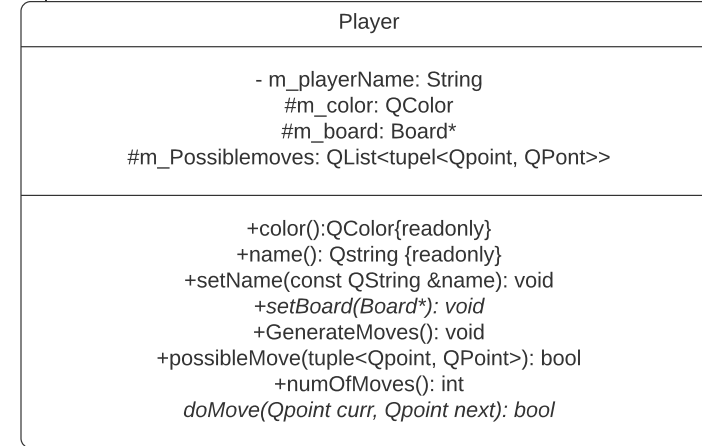 Player
- m_playerName: String
#m_color: QColor
#m_board: Board*
#m_Possiblemoves: QList<tupel<Qpoint, QPont>>
+color():QColor{readonly}
+name(): Qstring {readonly}
+setName(const QString &name): void
+setBoard(Board*): void
+GenerateMoves(): void
+possibleMove(tuple<Qpoint, QPoint>): bool
+numOfMoves(): int
doMove(Qpoint curr, Qpoint next): bool